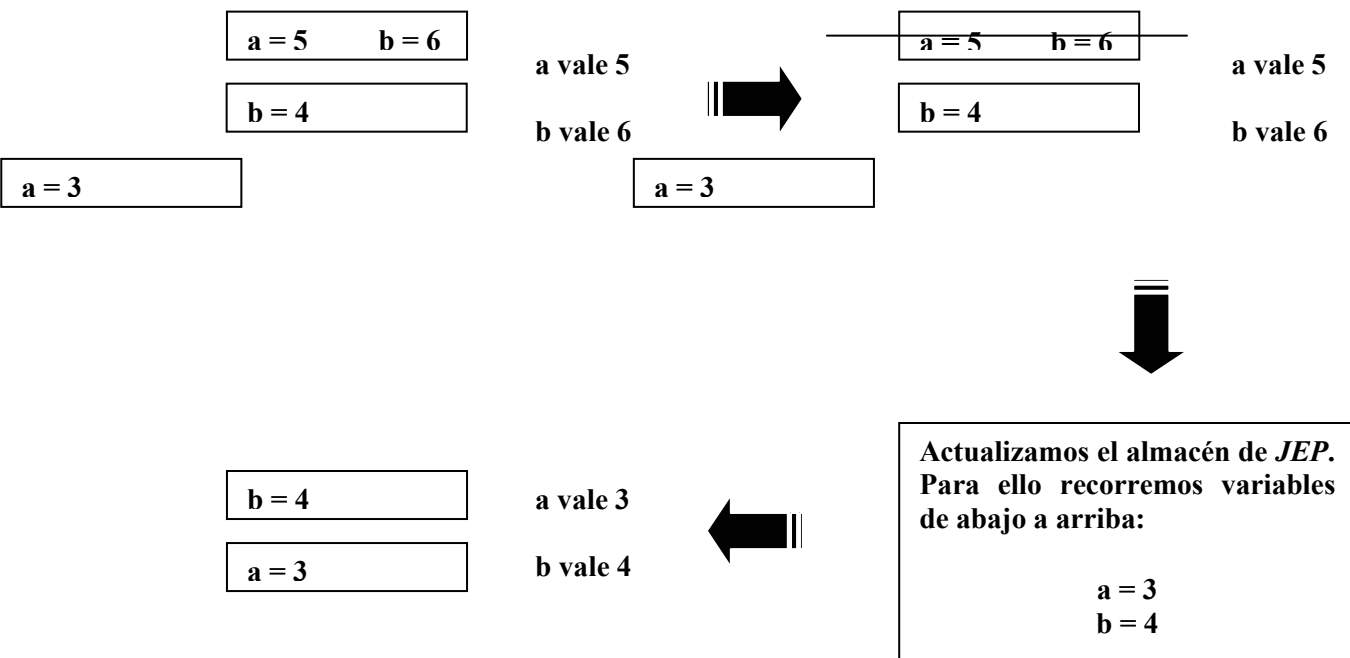 a = 5 b = 6
a vale 5
b = 4
b vale 6
a = 3
a = 5 b = 6
a vale 5
b = 4
b vale 6
a = 3
Actualizamos el almacén de JEP.
Para ello recorremos variables
de abajo a arriba:
a = 3
b = 4
b = 4
a vale 3
a = 3
b vale 4